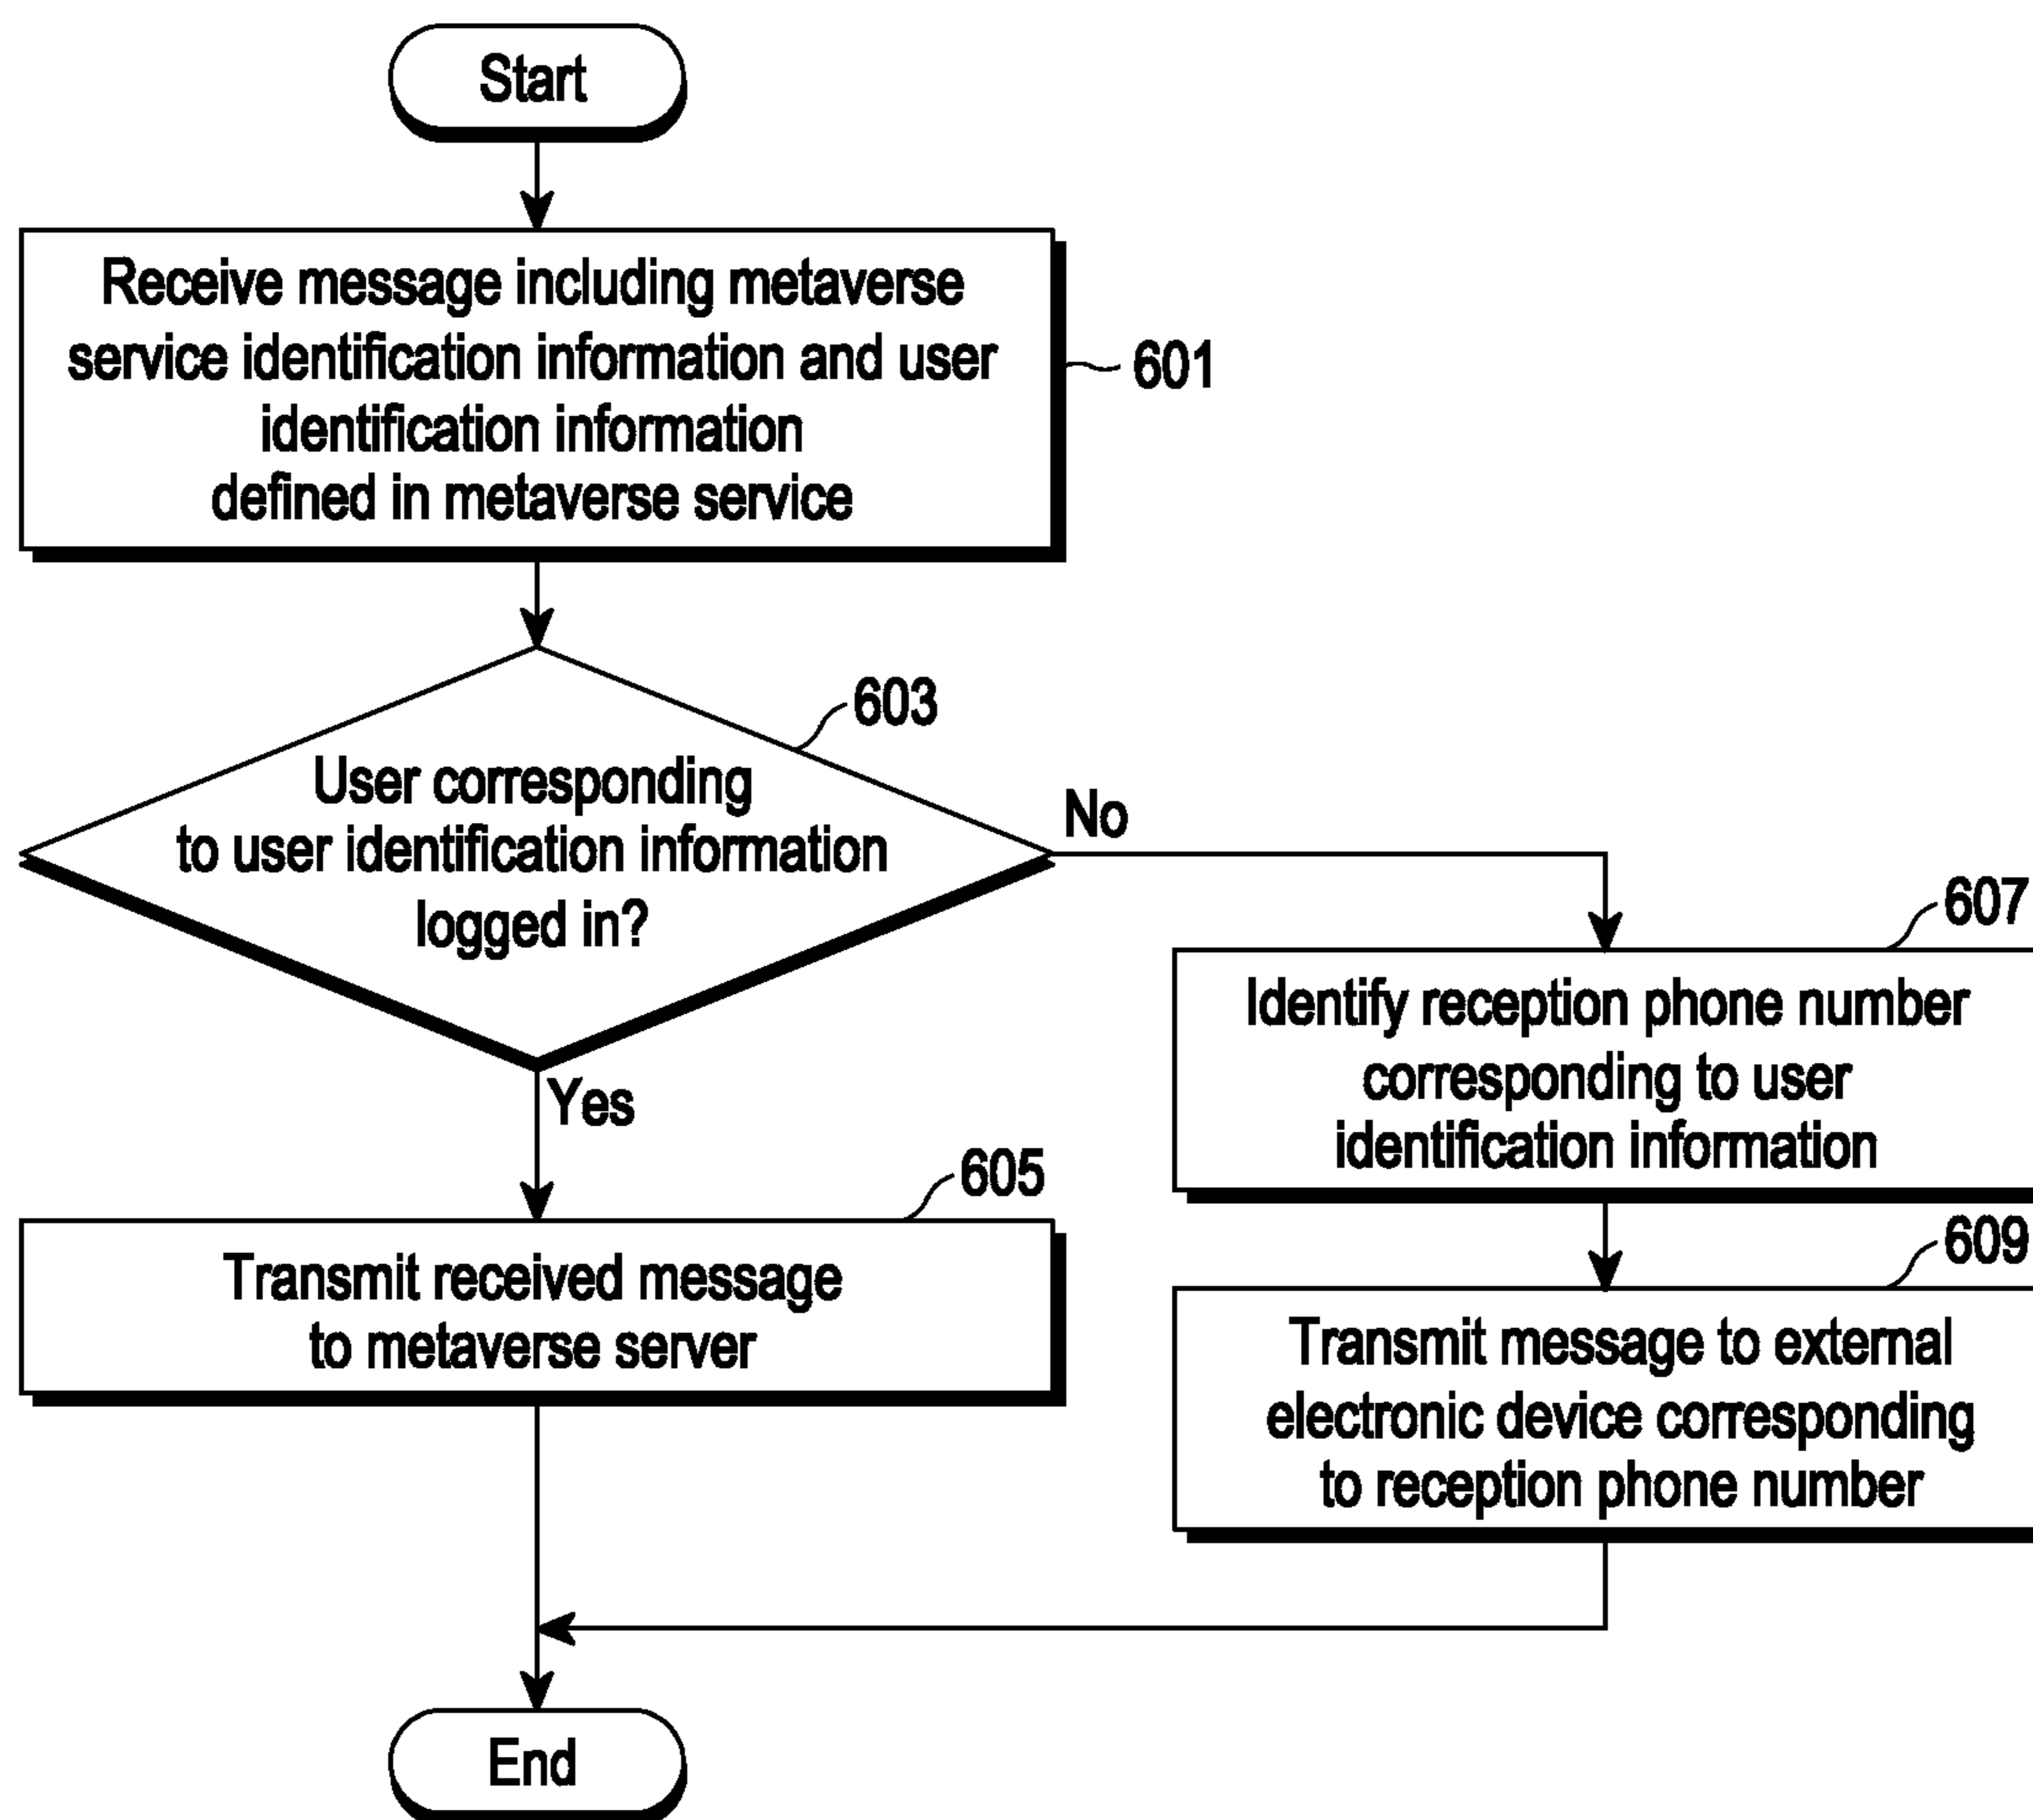 Start
Receive message including metaverse
service identification information and user
identification information
defined in metaverse service
601
603
User corresponding
to user identification information
logged in?
No
Yes
607
Identify reception phone number
corresponding to user
identification information
605
Transmit received message
to metaverse server
609
Transmit message to external
electronic device corresponding
to reception phone number
End